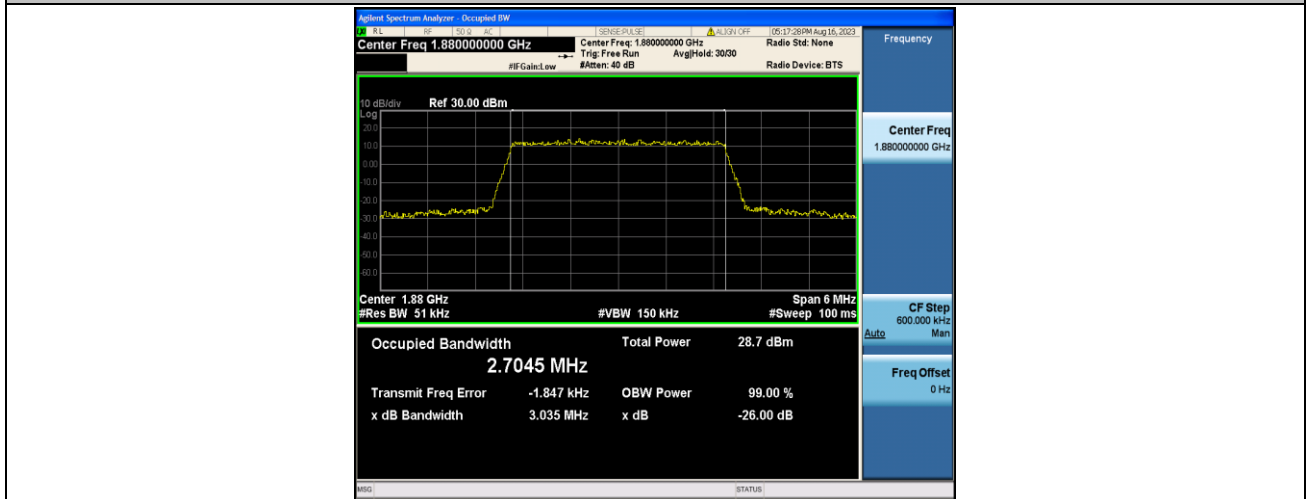 Agilent Spectrum Analyzer - Occupied BW
RL RF 50 Ω AC SENSE:PULSE ALIGN OFF 05:17:28PM Aug 16, 2023
Center Freq 1.880000000 GHz
Center Freq: 1.880000000 GHz
Radio Std: None
Trig: Free Run Avg|Hold: 30/30
#IFGain:Low #Atten: 40 dB Radio Device: BTS
10 dB/div Ref 30.00 dBm
Log
20.0
10.0
0.00
-10.0
-20.0
-30.0
-40.0
-50.0
-60.0
Center 1.88 GHz Span 6 MHz
#Res BW 51 kHz #VBW 150 kHz #Sweep 100 ms
Occupied Bandwidth Total Power 28.7 dBm
2.7045 MHz
Transmit Freq Error -1.847 kHz OBW Power 99.00 %
x dB Bandwidth 3.035 MHz x dB -26.00 dB
MSG STATUS
Frequency
Center Freq
1.880000000 GHz
CF Step
600.000 kHz
Auto Man
Freq Offset
0 Hz